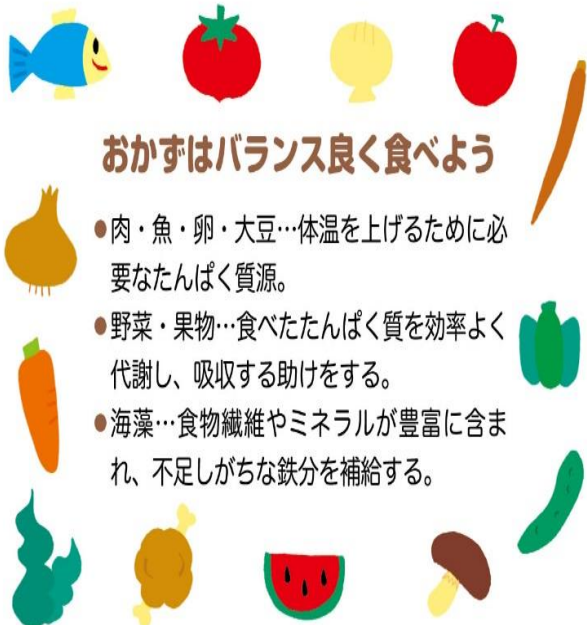 おかずはバランス良く食べよう
●肉・魚・卵・大豆…体温を上げるために必
要なたんぱく質源。
●野菜・果物…食べたたんぱく質を効率よく
代謝し、吸収する助けをする。
●海藻…食物繊維やミネラルが豊富に含ま
れ、不足しがちな鉄分を補給する。